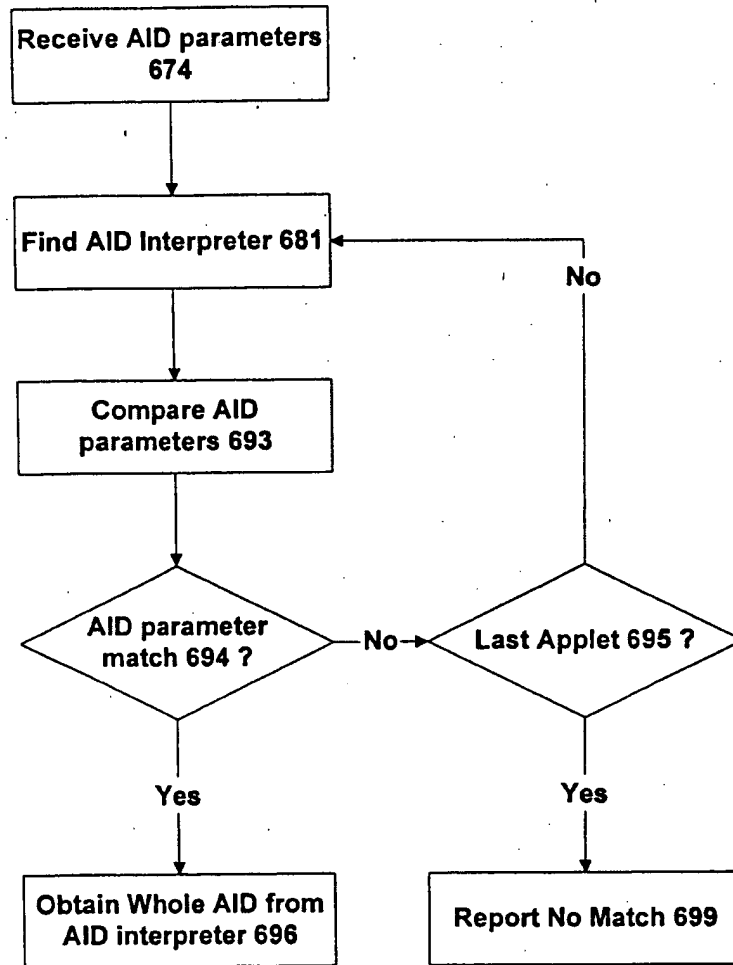 Receive AID parameters
674
Find AID Interpreter 681
No
Compare AID
parameters 693
AID parameter
match 694 ?
No
Last Applet 695 ?
Yes
Yes
Obtain Whole AID from
AID interpreter 696
Report No Match 699